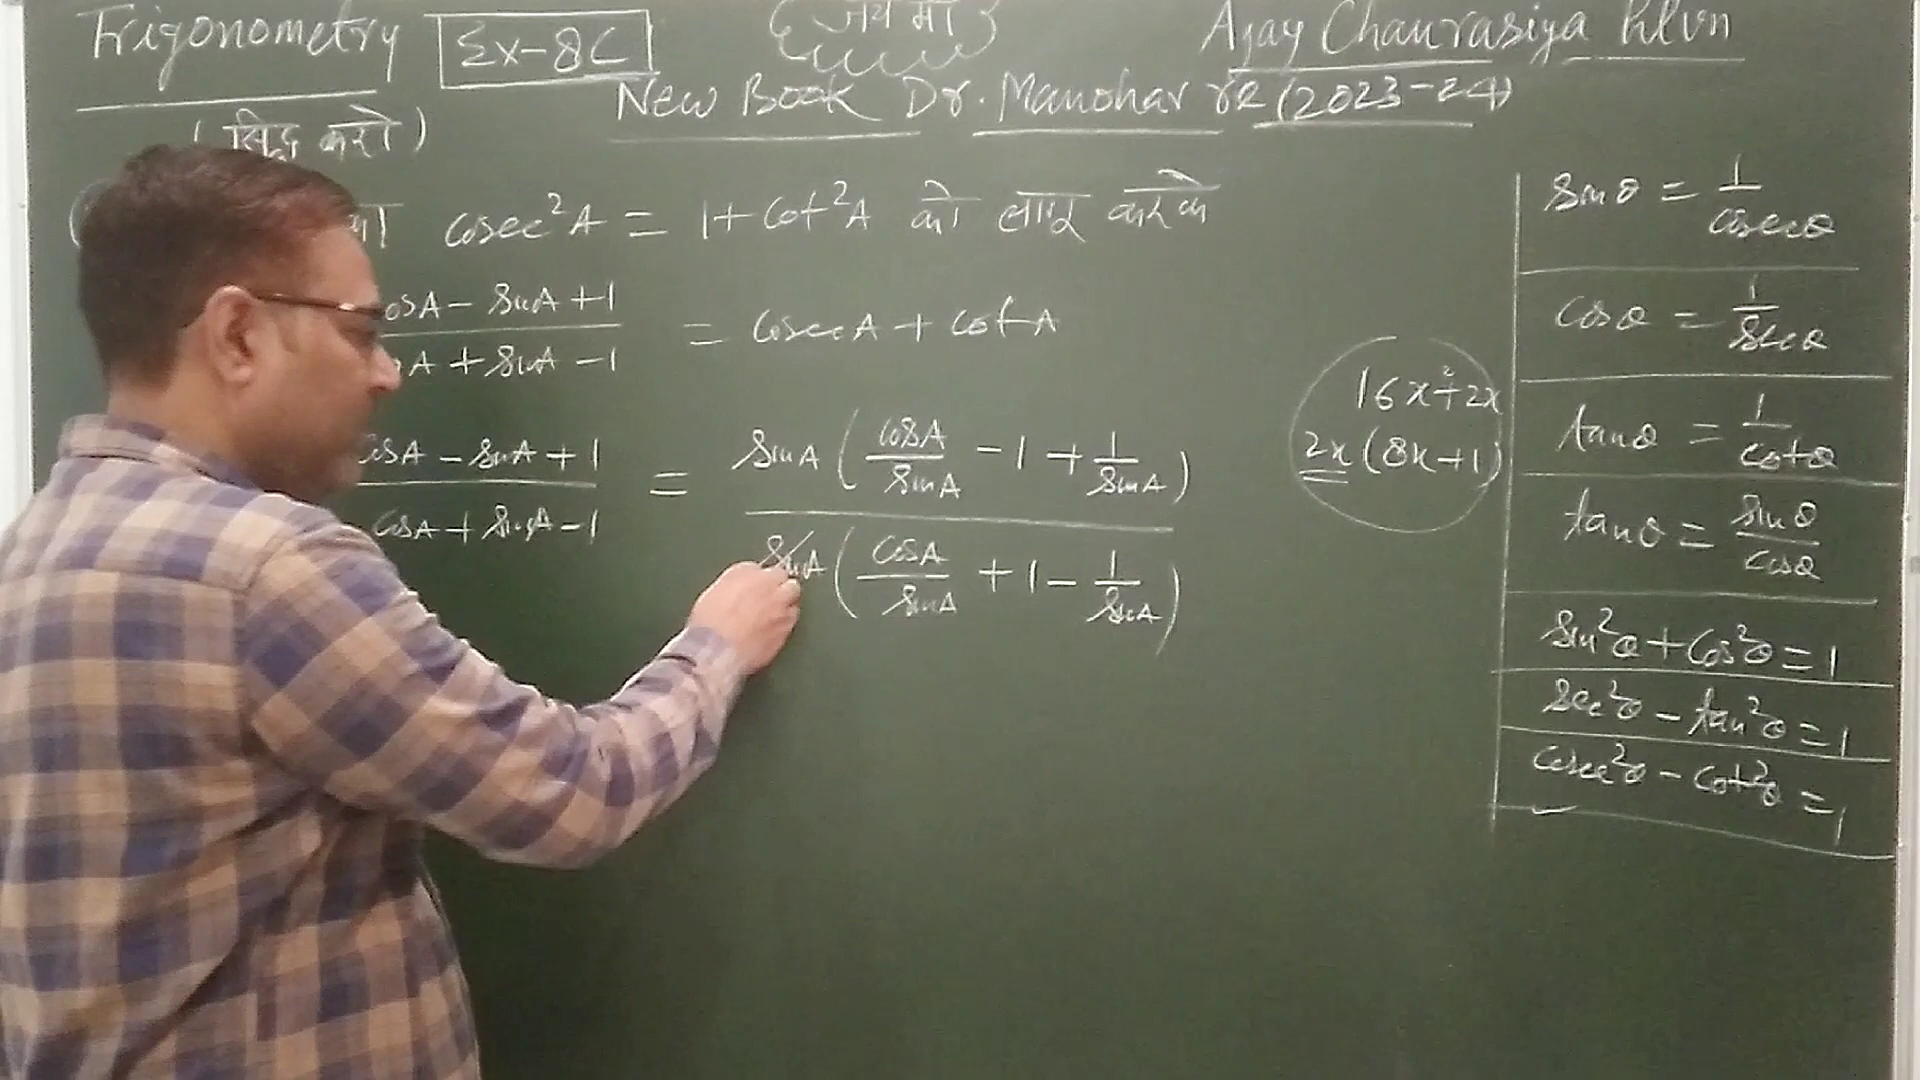 Trigonometry Ex-8C
जय मां
Ajay Chaurasiya
New Book Dr. Manohar re (2023-24)
(सिद्ध करो)
cosec²A = 1 + cot²A को लागू करके
osA - sinA + 1 / A + sinA - 1 = cosecA + cotA
cosA - sinA + 1 / cosA + sinA - 1 = sinA (cosA/sinA - 1 + 1/sinA) / sinA (cosA/sinA + 1 - 1/sinA)
16x² + 2x
2x (8x+1)
sinθ = 1/cosecθ
cosθ = 1/secθ
tanθ = 1/cotθ
tanθ = sinθ/cosθ
sin²θ + cos²θ = 1
sec²θ - tan²θ = 1
cosec²θ - cot²θ = 1